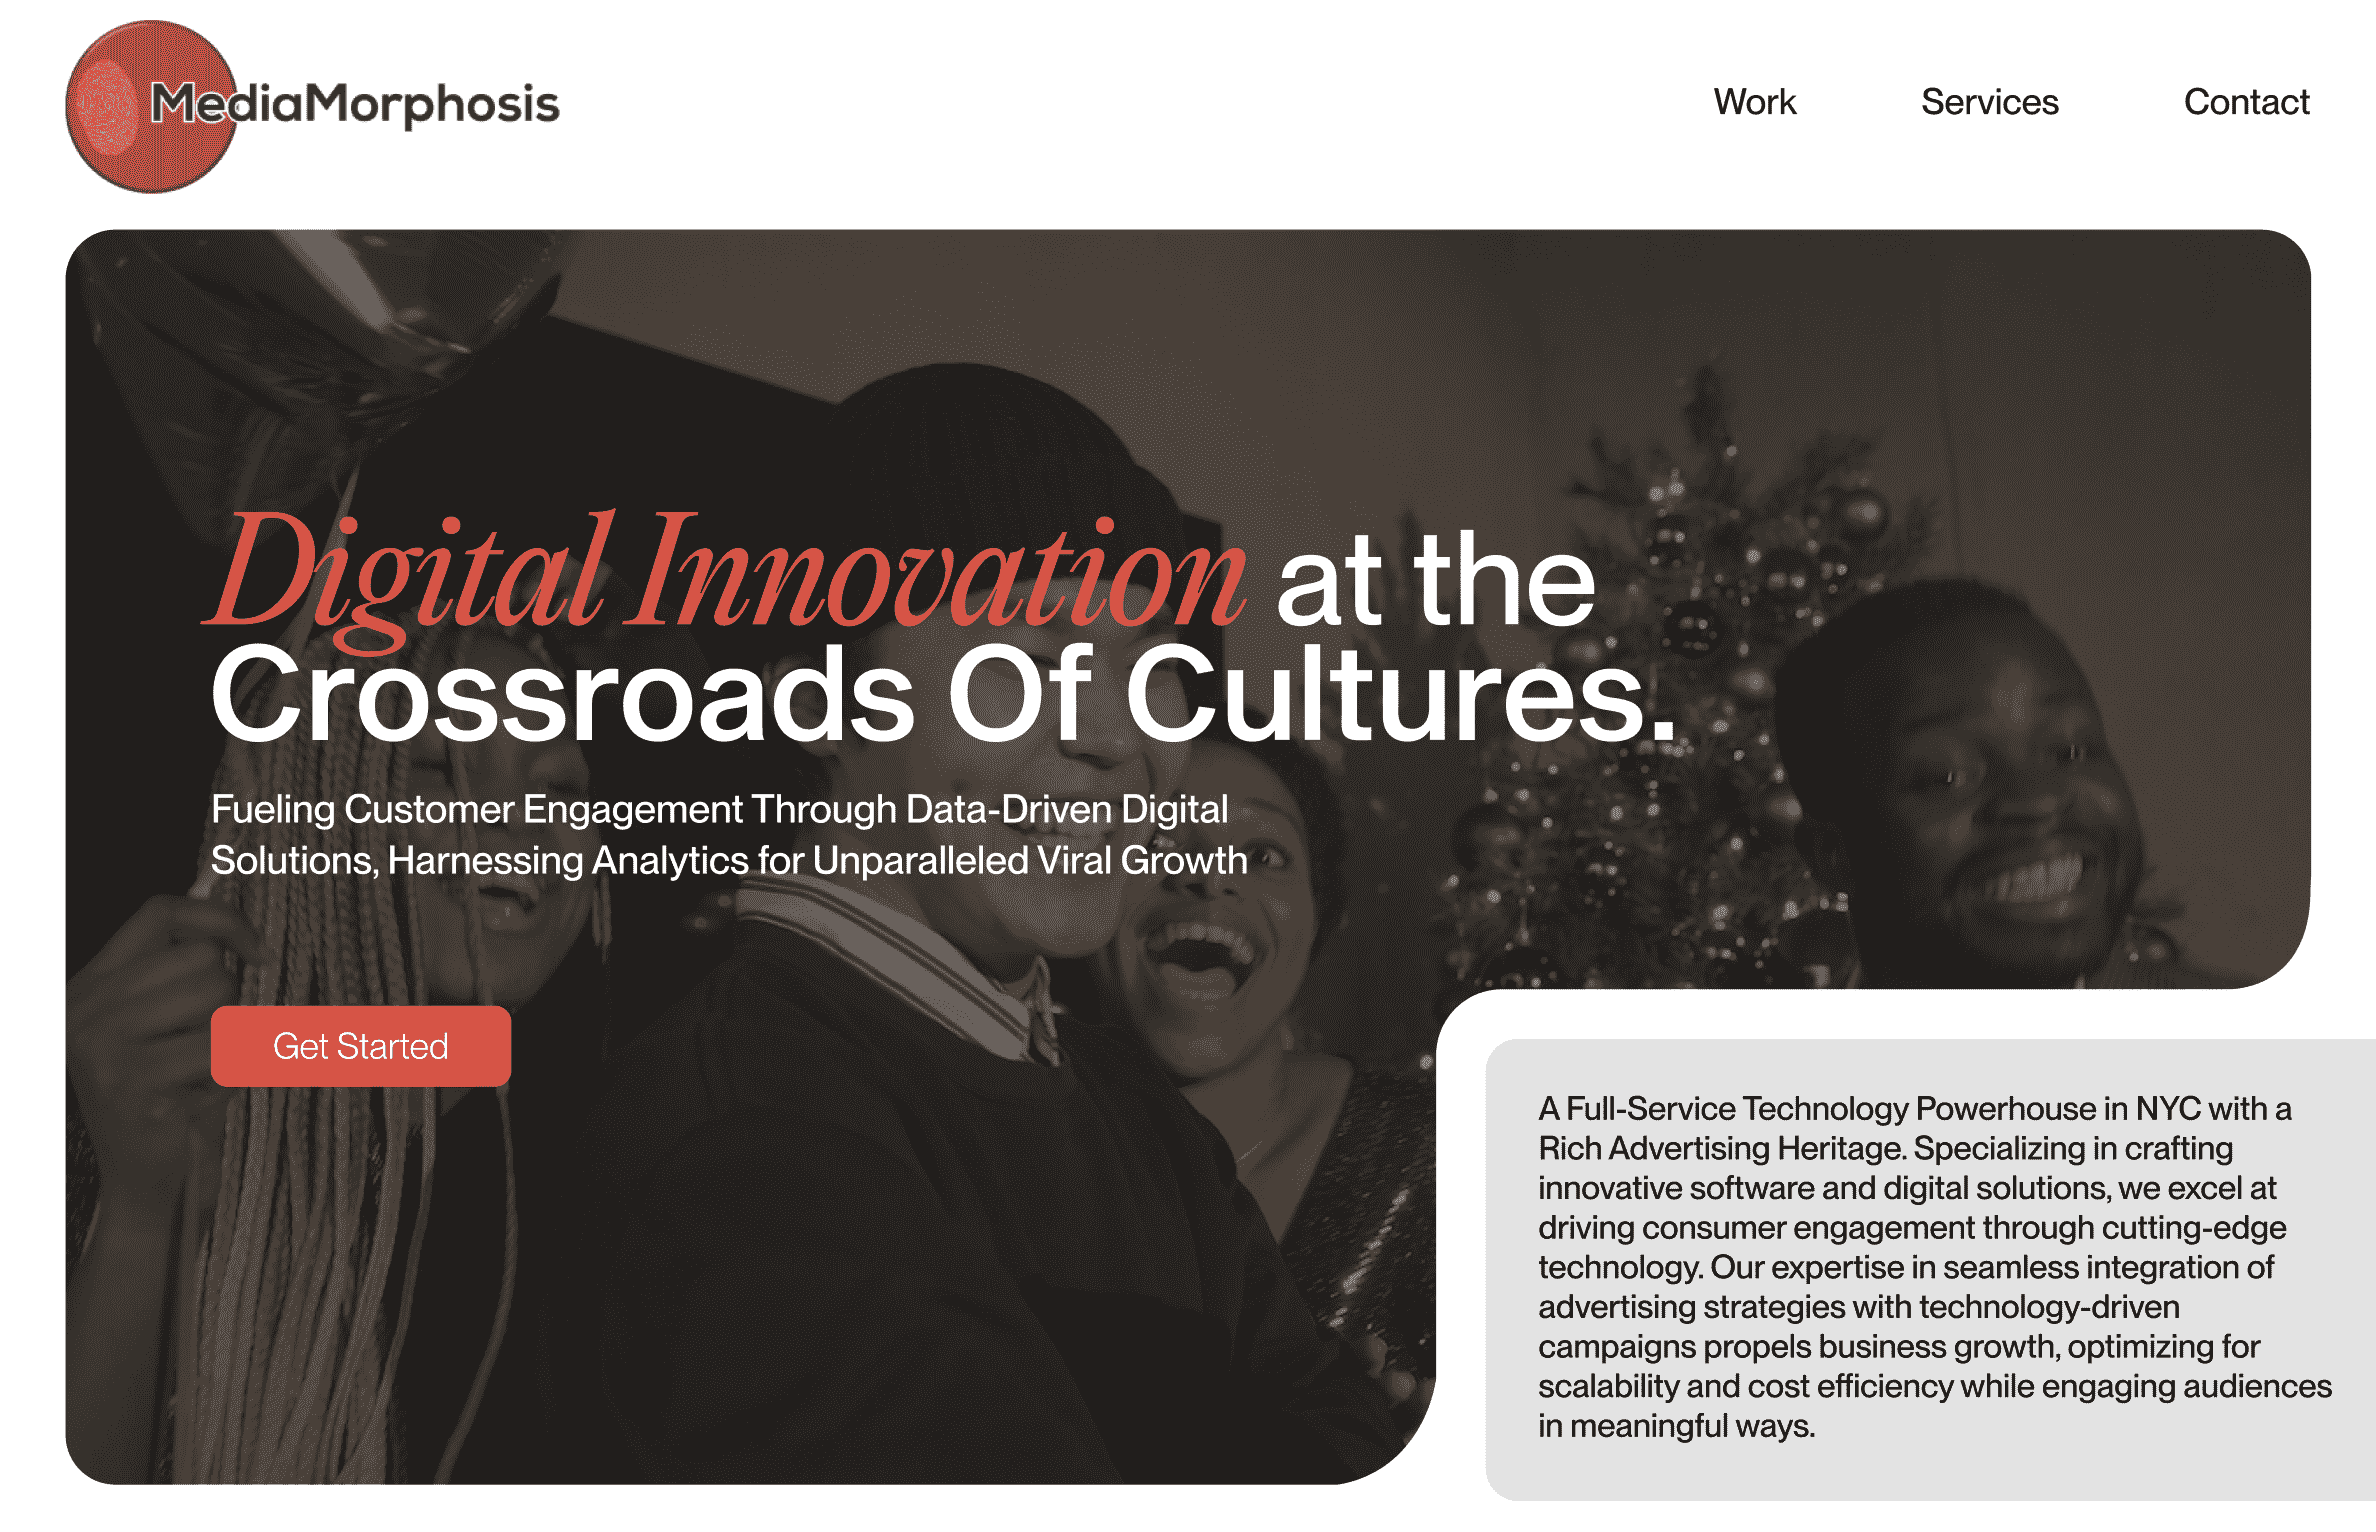 MediaMorphosis
Work
Services
Contact
Digital Innovation at the
Crossroads Of Cultures.
Fueling Customer Engagement Through Data-Driven Digital
Solutions, Harnessing Analytics for Unparalleled Viral Growth
Get Started
A Full-Service Technology Powerhouse in NYC with a
Rich Advertising Heritage. Specializing in crafting
innovative software and digital solutions, we excel at
driving consumer engagement through cutting-edge
technology. Our expertise in seamless integration of
advertising strategies with technology-driven
campaigns propels business growth, optimizing for
scalability and cost efficiency while engaging audiences
in meaningful ways.